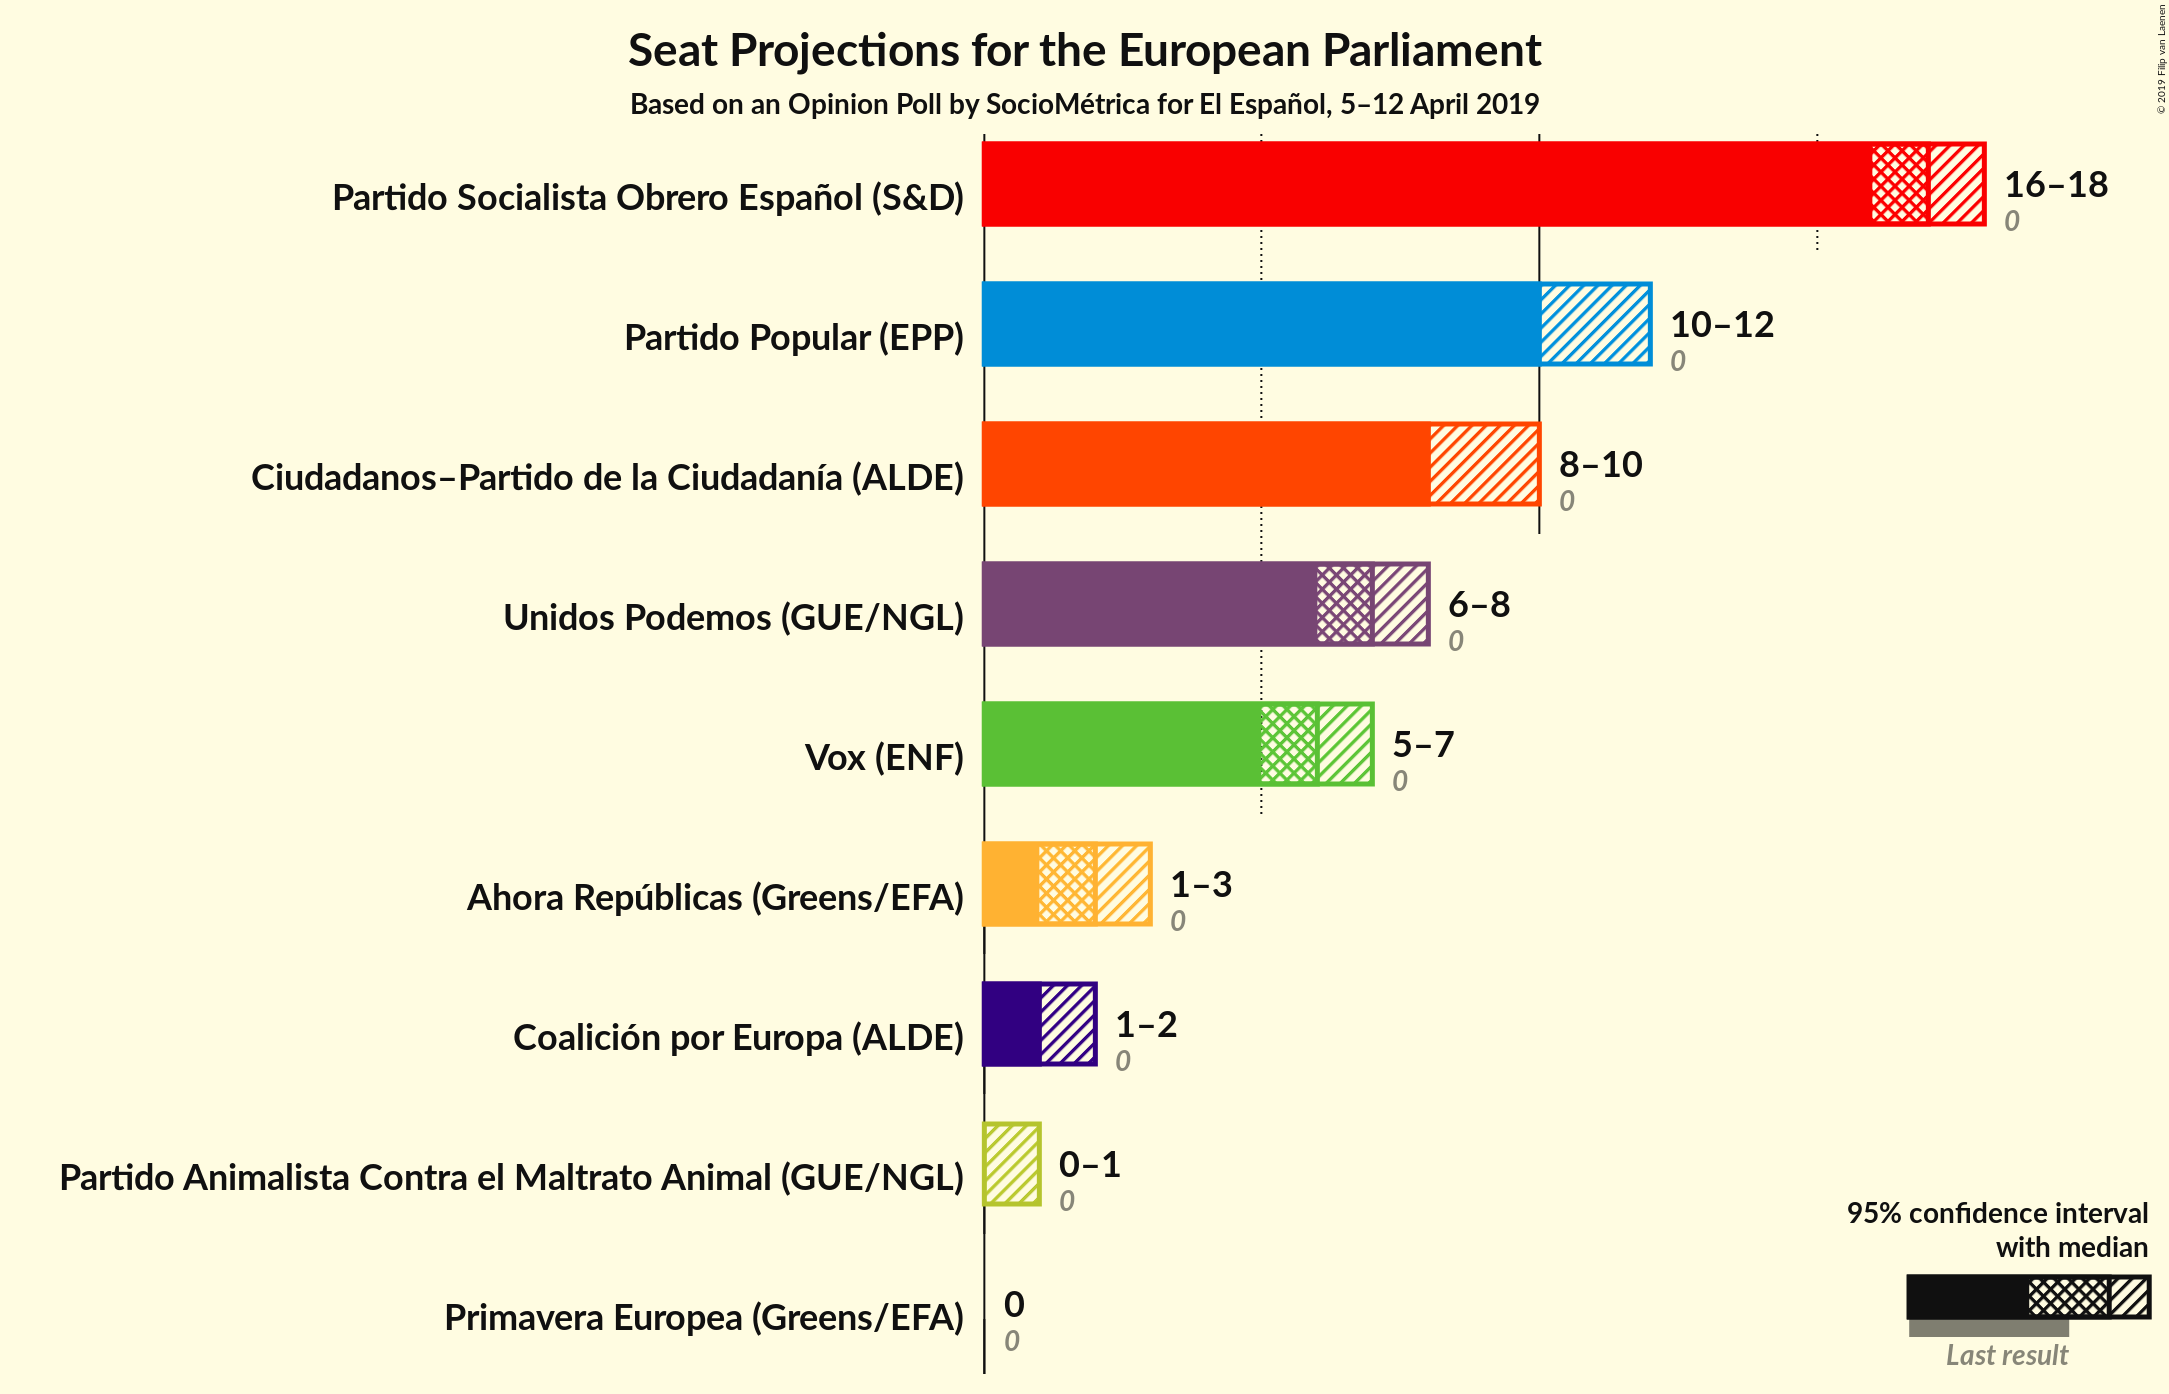 Seat Projections for the European Parliament
Based on an Opinion Poll by SocioMétrica for El Español, 5–12 April 2019
© 2019 Filip van Laenen
Partido Socialista Obrero Español (S&D)
16–18
0
Partido Popular (EPP)
10–12
0
Ciudadanos–Partido de la Ciudadanía (ALDE)
8–10
0
Unidos Podemos (GUE/NGL)
6–8
0
Vox (ENF)
5–7
0
Ahora Repúblicas (Greens/EFA)
1–3
0
Coalición por Europa (ALDE)
1–2
0
Partido Animalista Contra el Maltrato Animal (GUE/NGL)
0–1
0
Primavera Europea (Greens/EFA)
0
0
95% confidence interval
with median
Last result